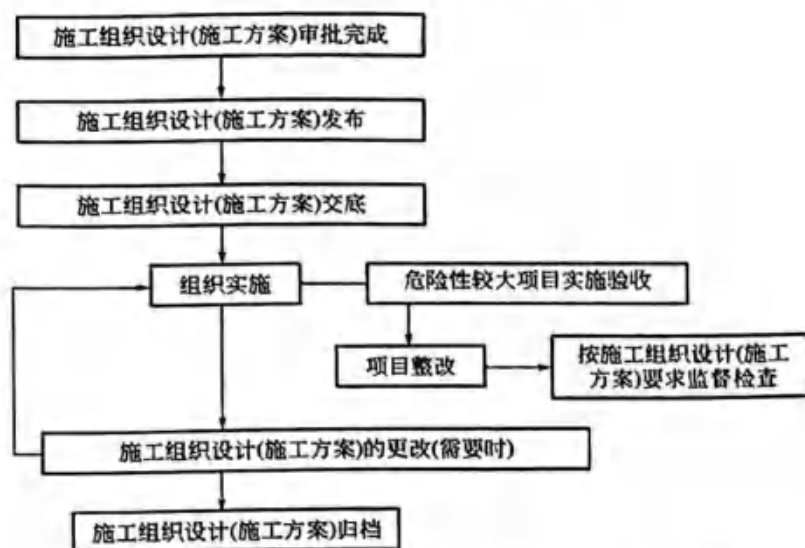 施工组织设计(施工方案)审批完成
施工组织设计(施工方案)发布
施工组织设计(施工方案)交底
组织实施
危险性较大项目实施验收
项目整改
按施工组织设计(施工
方案)要求监督检查
施工组织设计(施工方案)的更改(需要时)
施工组织设计(施工方案)归档